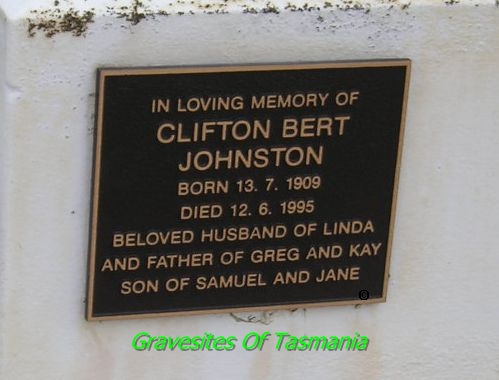 IN LOVING MEMORY OF
CLIFTON BERT
JOHNSTON
BORN 13. 7. 1909
DIED 12. 6. 1995
BELOVED HUSBAND OF LINDA
AND FATHER OF GREG AND KAY
SON OF SAMUEL AND JANE
Gravesites Of Tasmania